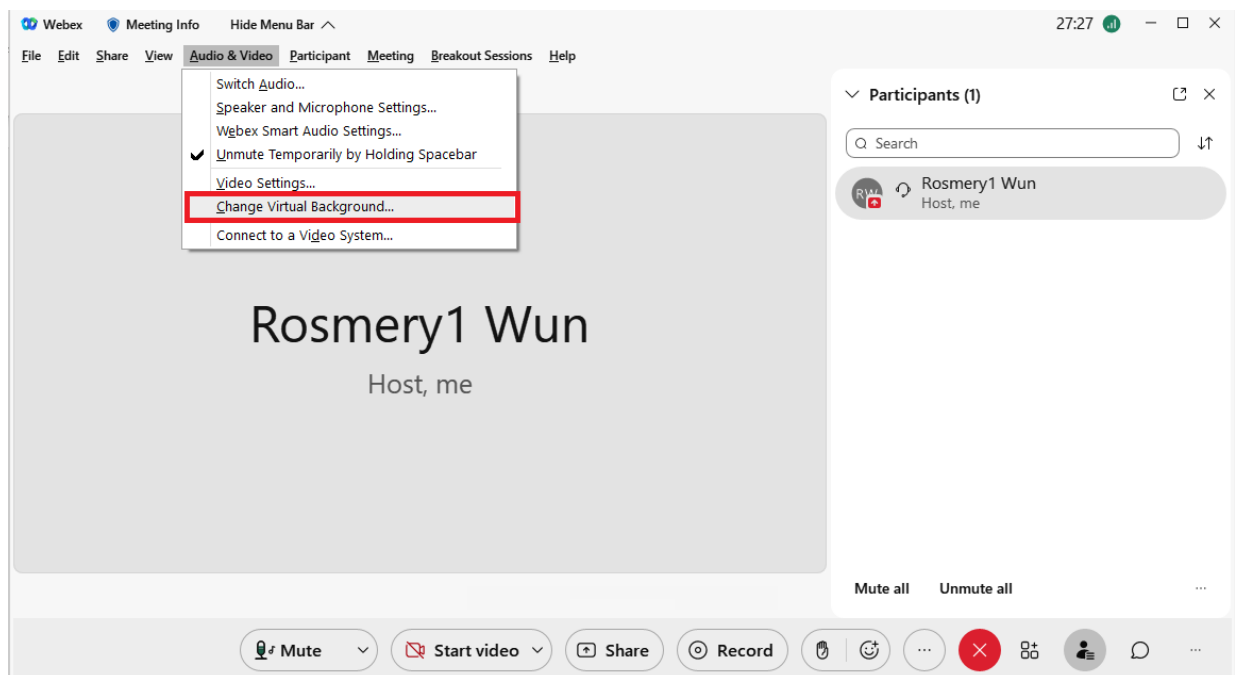 Webex Meeting Info Hide Menu Bar 27:27
File Edit Share View Audio & Video Participant Meeting Breakout Sessions Help
Switch Audio...
Speaker and Microphone Settings...
Webex Smart Audio Settings...
Unmute Temporarily by Holding Spacebar
Video Settings...
Change Virtual Background...
Connect to a Video System...
Rosmery1 Wun
Host, me
Participants (1)
Search
RW
Rosmery1 Wun
Host, me
Mute all Unmute all ...
Mute Start video Share Record ... ...